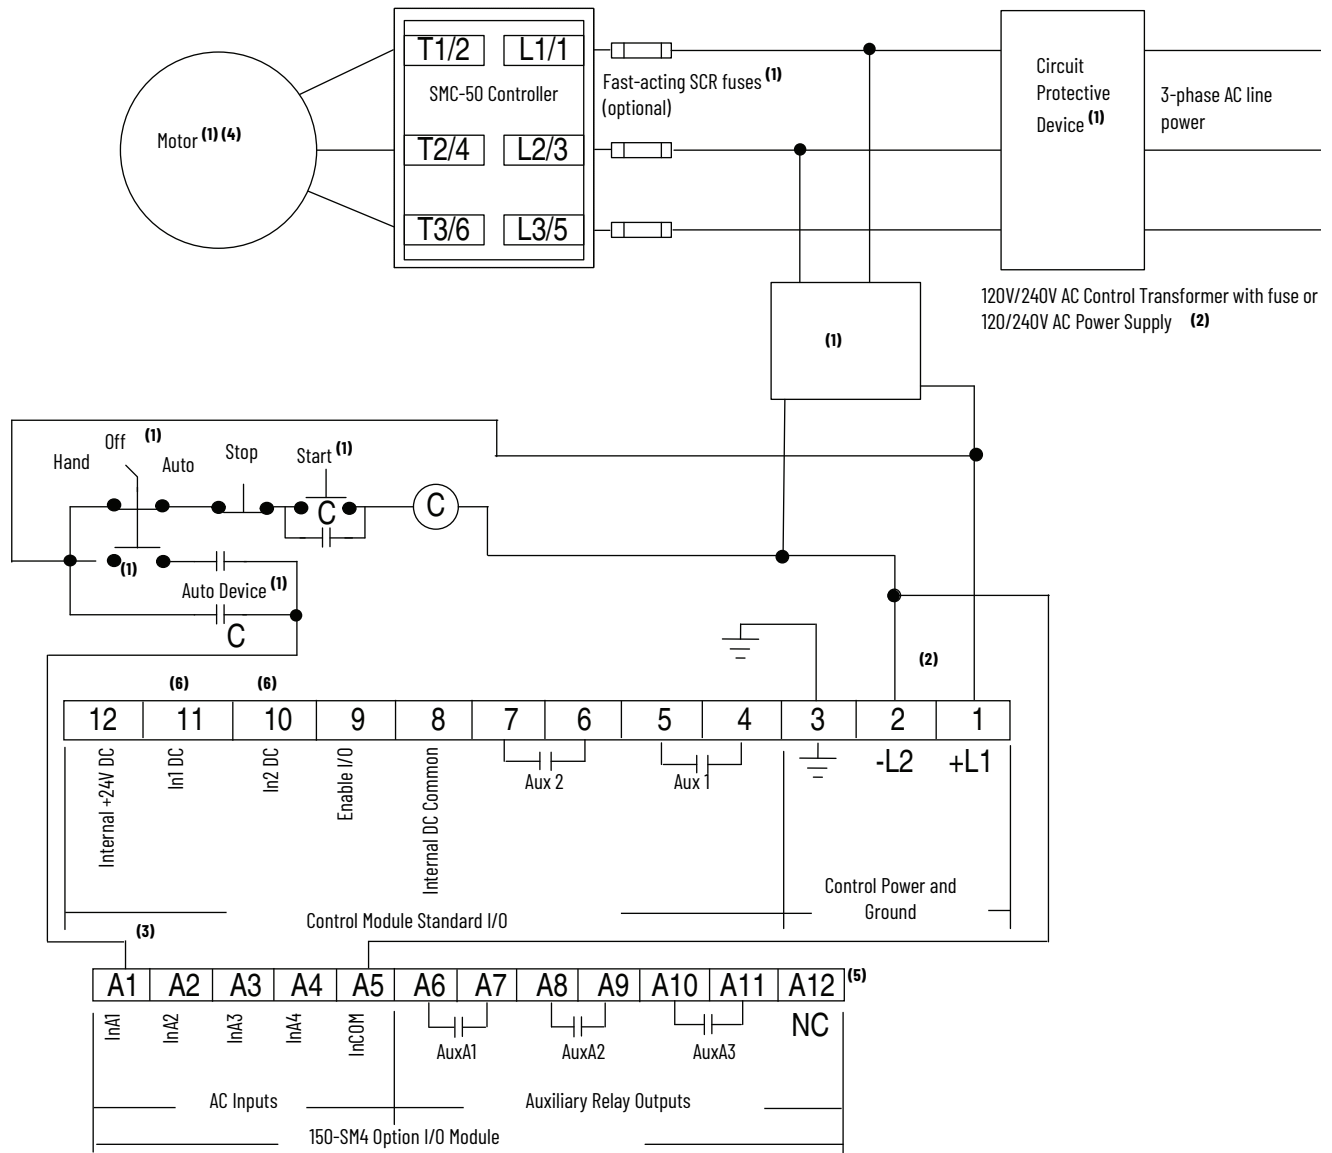 T1/2
L1/1
SMC-50 Controller
T2/4
L2/3
T3/6
L3/5
Motor (1) (4)
Fast-acting SCR fuses (1)
(optional)
Circuit
Protective
Device (1)
3-phase AC line
power
120V/240V AC Control Transformer with fuse or
120/240V AC Power Supply (2)
(1)
Hand
Off (1)
Auto
Stop
Start (1)
C
C
(1)
Auto Device (1)
C
(2)
(6)
(6)
12 11 10 9 8 7 6 5 4 3 2 1
Internal +24V DC
In1 DC
In2 DC
Enable I/O
Internal DC Common
Aux 2
Aux 1
-L2
+L1
Control Power and
Ground
Control Module Standard I/O
(3)
A1 A2 A3 A4 A5 A6 A7 A8 A9 A10 A11 A12 (5)
InA1
InA2
InA3
InA4
InCOM
AuxA1
AuxA2
AuxA3
NC
AC Inputs
Auxiliary Relay Outputs
150-SM4 Option I/O Module